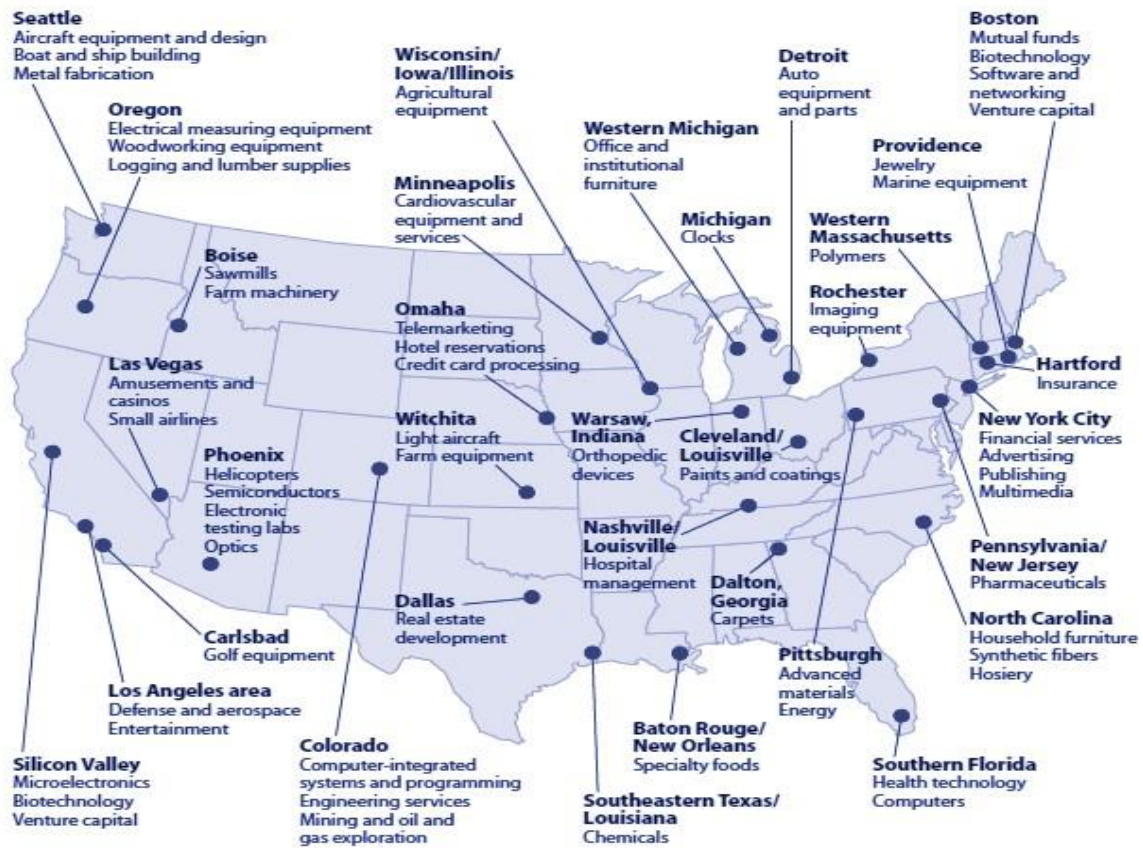 Seattle
Aircraft equipment and design
Boat and ship building
Metal fabrication
Oregon
Electrical measuring equipment
Woodworking equipment
Logging and lumber supplies
Wisconsin/
Iowa/Illinois
Agricultural
equipment
Minneapolis
Cardiovascular
equipment and
services
Western Michigan
Office and
institutional
furniture
Michigan
Clocks
Detroit
Auto
equipment
and parts
Boston
Mutual funds
Biotechnology
Software and
networking
Venture capital
Providence
Jewelry
Marine equipment
Western
Massachusetts
Polymers
Rochester
Imaging
equipment
Hartford
Insurance
Boise
Sawmills
Farm machinery
Omaha
Telemarketing
Hotel reservations
Credit card processing
Las Vegas
Amusements and
casinos
Small airlines
Witchita
Light aircraft
Farm equipment
Warsaw,
Indiana
Orthopedic
devices
Cleveland/
Louisville
Paints and coatings
New York City
Financial services
Advertising
Publishing
Multimedia
Phoenix
Helicopters
Semiconductors
Electronic
testing labs
Optics
Nashville/
Louisville
Hospital
management
Dalton,
Georgia
Carpets
Pennsylvania/
New Jersey
Pharmaceuticals
Dallas
Real estate
development
North Carolina
Household furniture
Synthetic fibers
Hosiery
Carlsbad
Golf equipment
Pittsburgh
Advanced
materials
Energy
Los Angeles area
Defense and aerospace
Entertainment
Baton Rouge/
New Orleans
Specialty foods
Silicon Valley
Microelectronics
Biotechnology
Venture capital
Colorado
Computer-integrated
systems and programming
Engineering services
Mining and oil and
gas exploration
Southeastern Texas/
Louisiana
Chemicals
Southern Florida
Health technology
Computers